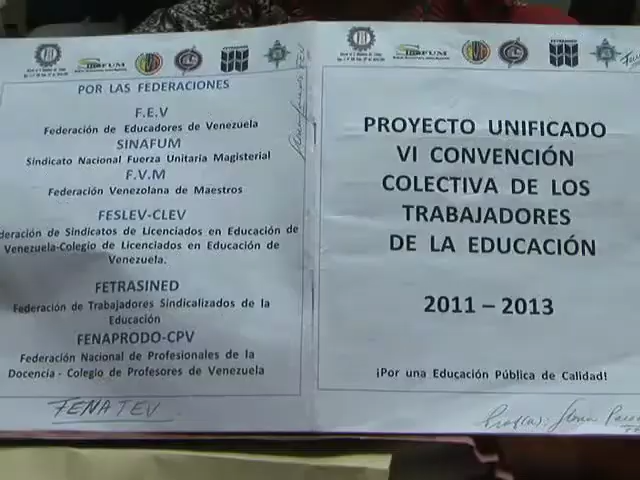 POR LAS FEDERACIONES
F.E.V
Federación de Educadores de Venezuela
SINAFUM
Sindicato Nacional Fuerza Unitaria Magisterial
F.V.M
Federación Venezolana de Maestros
FESLEV-CLEV
deración de Sindicatos de Licenciados en Educación de
Venezuela-Colegio de Licenciados en Educación de
Venezuela.
FETRASINED
Federación de Trabajadores Sindicalizados de la
Educación
FENAPRODO-CPV
Federación Nacional de Profesionales de la
Docencia - Colegio de Profesores de Venezuela
FENATEV
PROYECTO UNIFICADO
VI CONVENCIÓN
COLECTIVA DE LOS
TRABAJADORES
DE LA EDUCACIÓN
2011 – 2013
¡Por una Educación Pública de Calidad!
Prof(a):